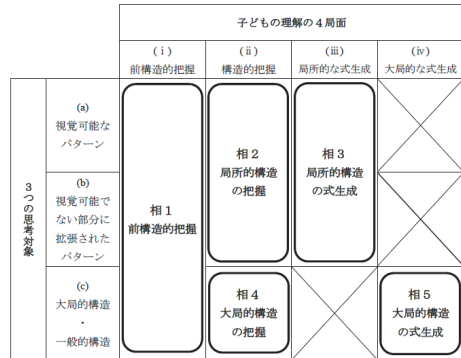 子どもの理解の4局面
(ⅰ)
前構造的把握
(ⅱ)
構造的把握
(ⅲ)
局所的な式生成
(ⅳ)
大局的な式生成
3つの思考対象
(a)
視覚可能な
パターン
(b)
視覚可能で
ない部分に
拡張された
パターン
(c)
大局的構造
・
一般的構造
相1
前構造的把握
相2
局所的構造
の把握
相3
局所的構造
の式生成
相4
大局的構造
の把握
相5
大局的構造
の式生成